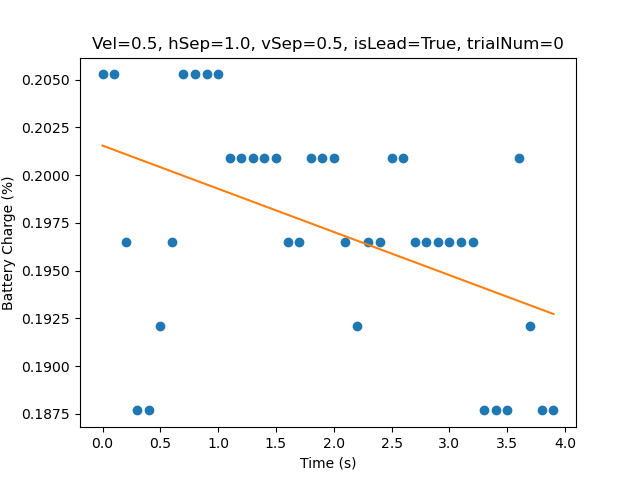 Vel=0.5, hSep=1.0, vSep=0.5, isLead=True, trialNum=0
Battery Charge (%)
0.2050
0.2025
0.2000
0.1975
0.1950
0.1925
0.1900
0.1875
0.0 0.5 1.0 1.5 2.0 2.5 3.0 3.5 4.0
Time (s)